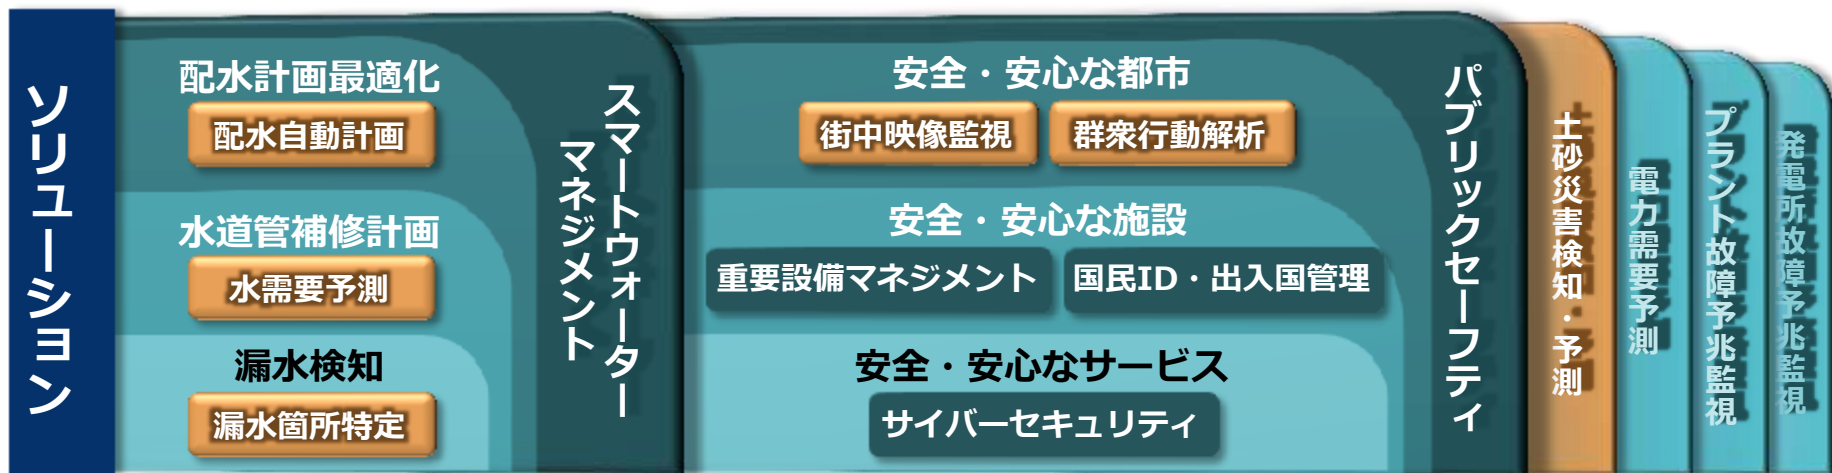 ソリューション
配水計画最適化
配水自動計画
水道管補修計画
水需要予測
漏水検知
漏水箇所特定
スマートウォーター
マネジメント
安全・安心な都市
街中映像監視
群衆行動解析
安全・安心な施設
重要設備マネジメント
国民ID・出入国管理
安全・安心なサービス
サイバーセキュリティ
パブリックセーフティ
土砂災害検知・予測
電力需要予測
プラント故障予兆監視
発電所故障予兆監視